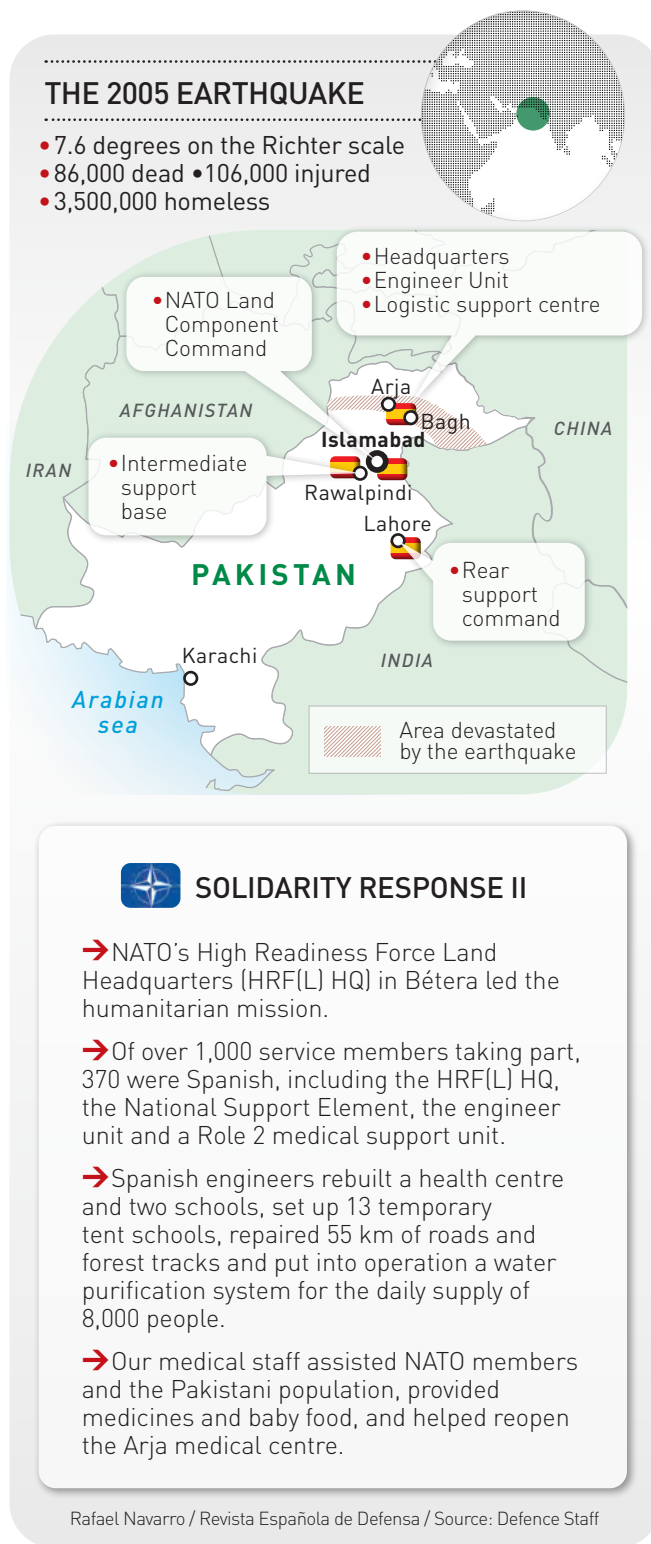 THE 2005 EARTHQUAKE
•7.6 degrees on the Richter scale
•86,000 dead •106,000 injured
•3,500,000 homeless
•Headquarters
•Engineer Unit
•Logistic support centre
•NATO Land
Component
Command
Arja
Bagh
AFGHANISTAN
CHINA
Islamabad
IRAN
•Intermediate
support
base
Rawalpindi
Lahore
PAKISTAN
•Rear
support
command
Karachi
INDIA
Arabian
sea
Area devastated
by the earthquake
SOLIDARITY RESPONSE II
→NATO’s High Readiness Force Land
Headquarters (HRF(L) HQ) in Bétera led the
humanitarian mission.
→Of over 1,000 service members taking part,
370 were Spanish, including the HRF(L) HQ,
the National Support Element, the engineer
unit and a Role 2 medical support unit.
→Spanish engineers rebuilt a health centre
and two schools, set up 13 temporary
tent schools, repaired 55 km of roads and
forest tracks and put into operation a water
purification system for the daily supply of
8,000 people.
→Our medical staff assisted NATO members
and the Pakistani population, provided
medicines and baby food, and helped reopen
the Arja medical centre.
Rafael Navarro / Revista Española de Defensa / Source: Defence Staff